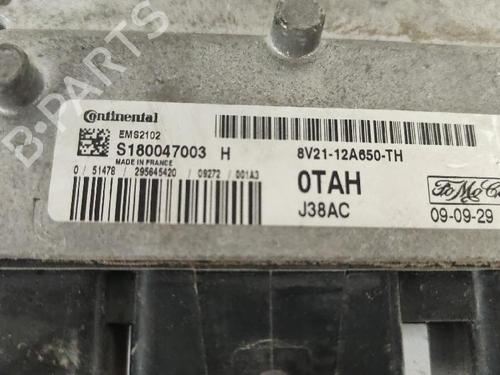 Continental
EMS2102
S180047003 H
MADE IN FRANCE
0 / 51478 / 295645420 / 09272 / 001A3
8V21-12A650-TH
0TAH
J38AC
FoMoCo
09-09-29
B-PARTS